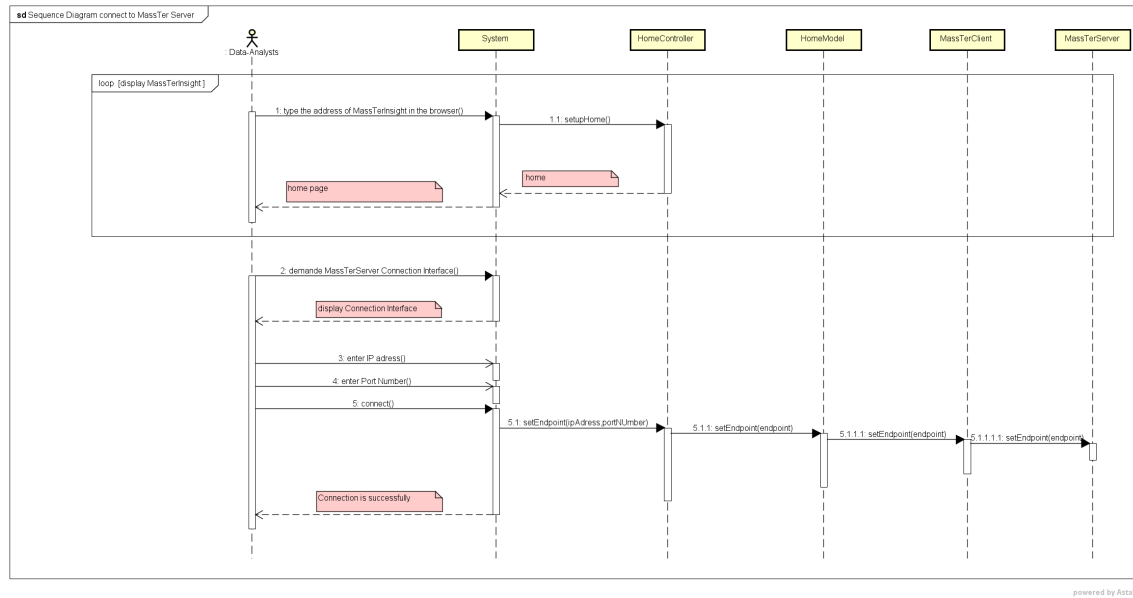 sd Sequence Diagram connect to MassTer Server
: Data-Analysts
System
HomeController
HomeModel
MassTerClient
MassTerServer
loop [display MassTerInsight ]
1: type the address of MassTerInsight in the browser()
1.1: setupHome()
home
home page
2: demande MassTerServer Connection Interface()
display Connection Interface
3: enter IP adress()
4: enter Port Number()
5: connect()
5.1: setEndpoint(ipAdress,portNUmber)
5.1.1: setEndpoint(endpoint)
5.1.1.1: setEndpoint(endpoint)
5.1.1.1.1: setEndpoint(endpoint)
Connection is successfully
powered by Asta